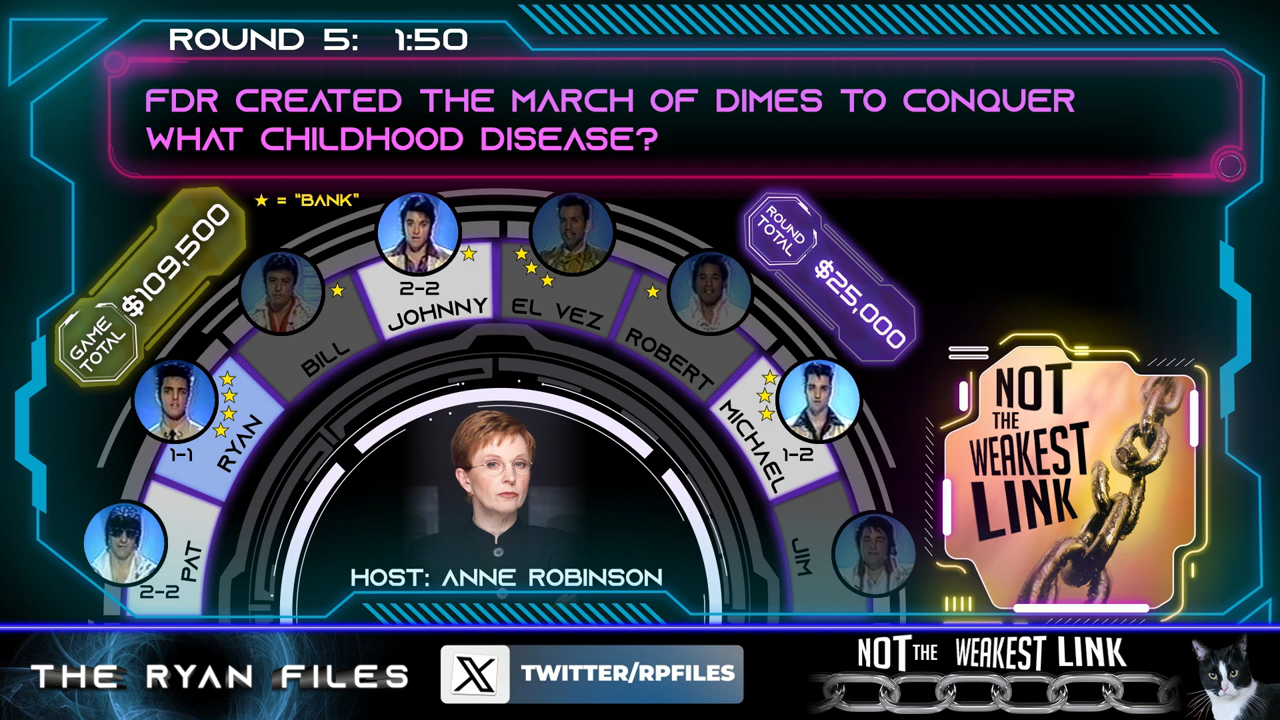 ROUND 5: 1:50
FDR CREATED THE MARCH OF DIMES TO CONQUER
WHAT CHILDHOOD DISEASE?
★ = "BANK"
GAME
TOTAL
$109,500
ROUND
TOTAL
$25,000
2-2
PAT
1-1
RYAN
BILL
2-2
JOHNNY
EL VEZ
ROBERT
MICHAEL
1-2
JIM
HOST: ANNE ROBINSON
NOT
THE
WEAKEST
LINK
THE RYAN FILES
X
TWITTER/RPFILES
NOT THE WEAKEST LINK